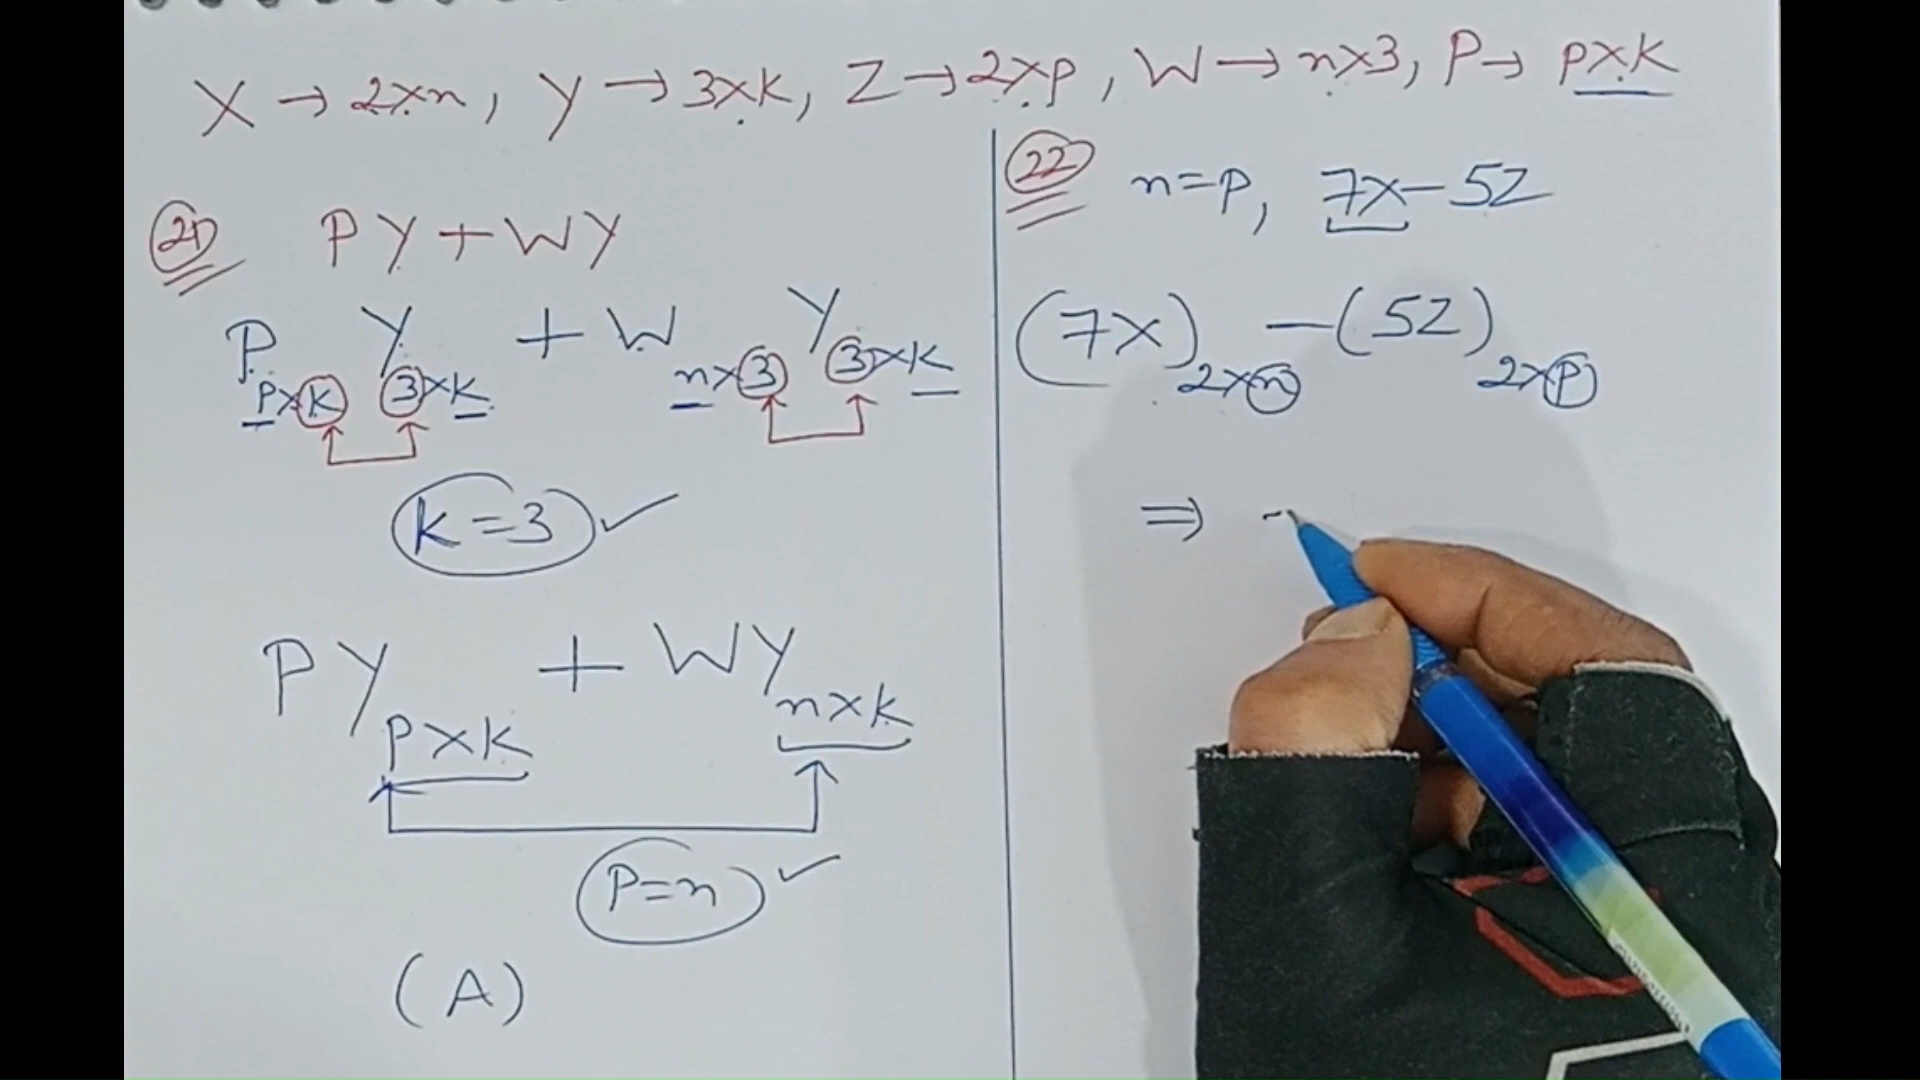 X → 2×n, Y → 3×k, Z → 2×p, W → n×3, P → p×k
21) PY + WY
P p×k Y 3×k + W n×3 Y 3×k
k = 3 ✓
PY p×k + WY n×k
P = n ✓
(A)
22) n = p, 7X − 5Z
(7X) 2×n − (5Z) 2×p
⇒